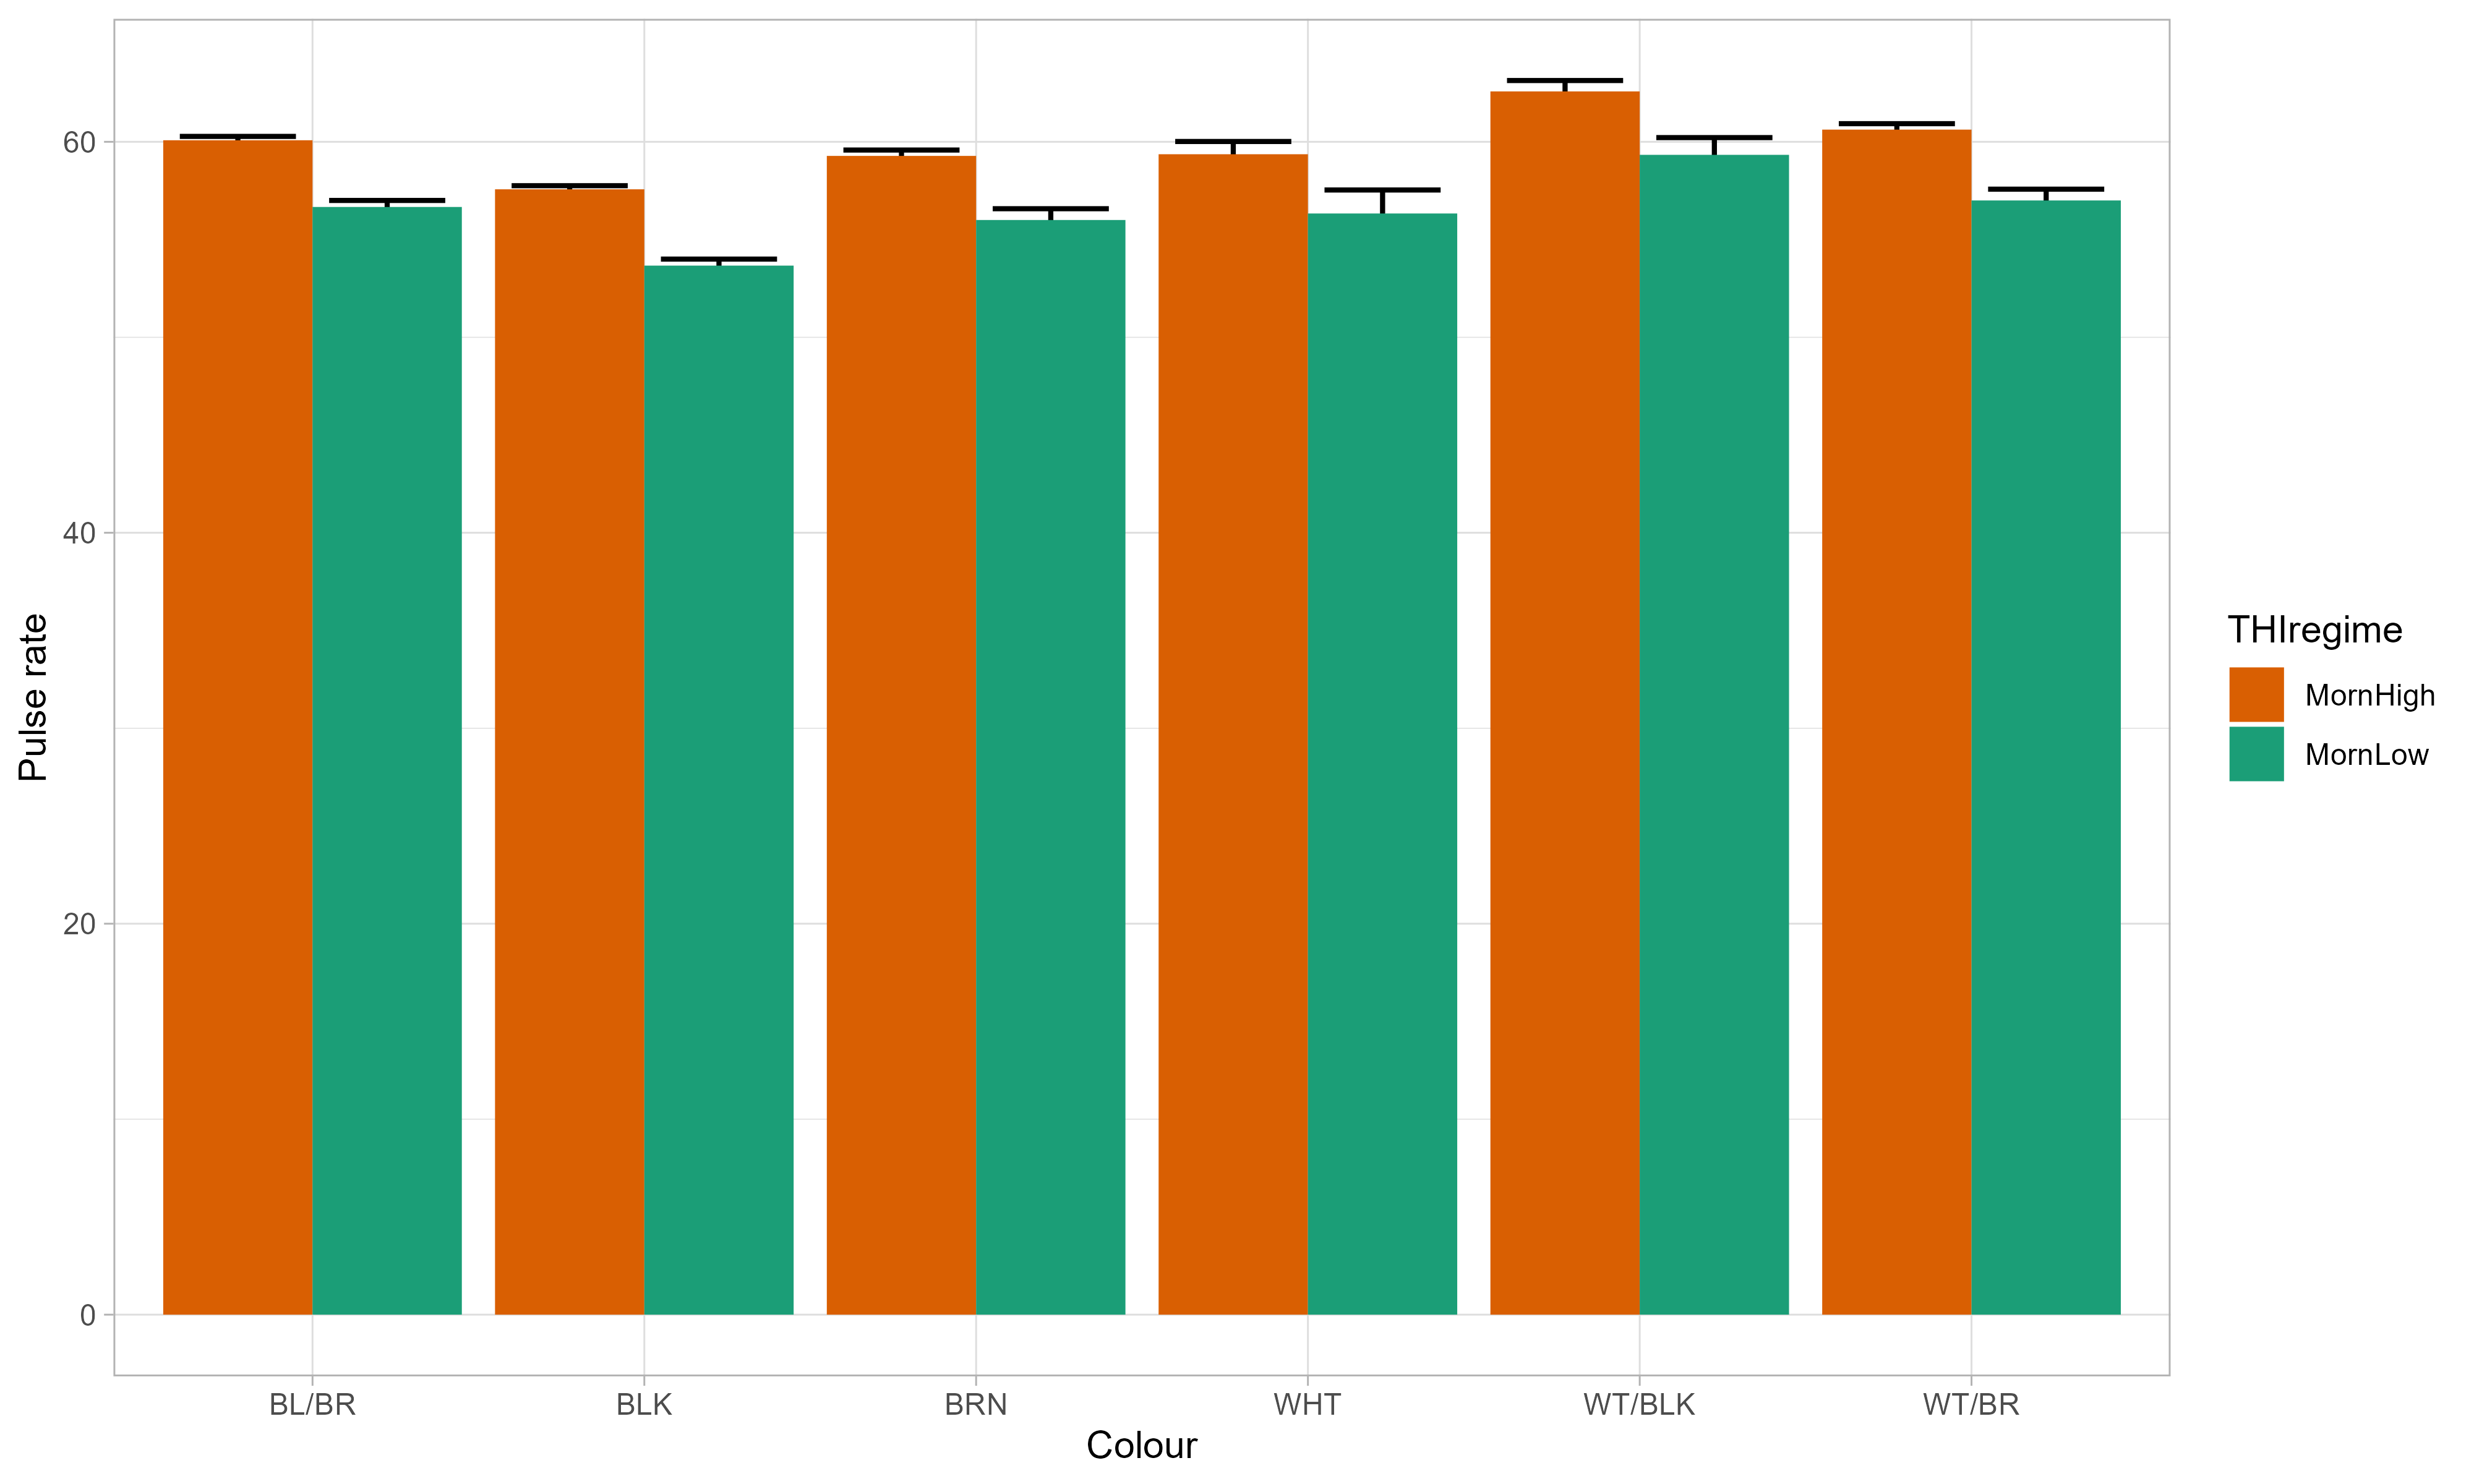 60
40
20
0
Pulse rate
BL/BR
BLK
BRN
WHT
WT/BLK
WT/BR
Colour
THIregime
MornHigh
MornLow